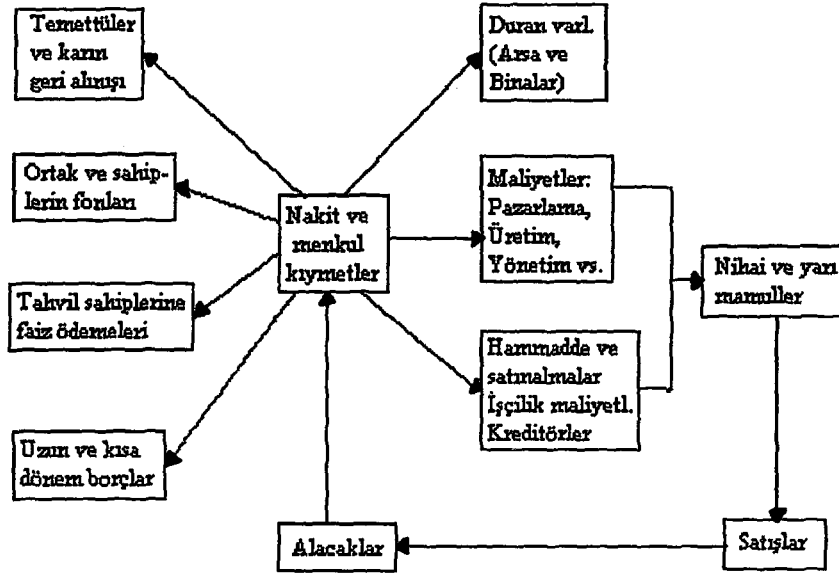 Temettüler
ve karın
geri alınışı
Duran varl.
(Arsa ve
Binalar)
Ortak ve sahip-
lerin fonları
Nakit ve
menkul
kıymetler
Maliyetler:
Pazarlama,
Üretim,
Yönetim vs.
Nihai ve yarı
mamuller
Tahvil sahiplerine
faiz ödemeleri
Hammadde ve
satınalmalar
İşçilik maliyetl.
Kreditörler
Uzun ve kısa
dönem borçlar
Alacaklar
Satışlar